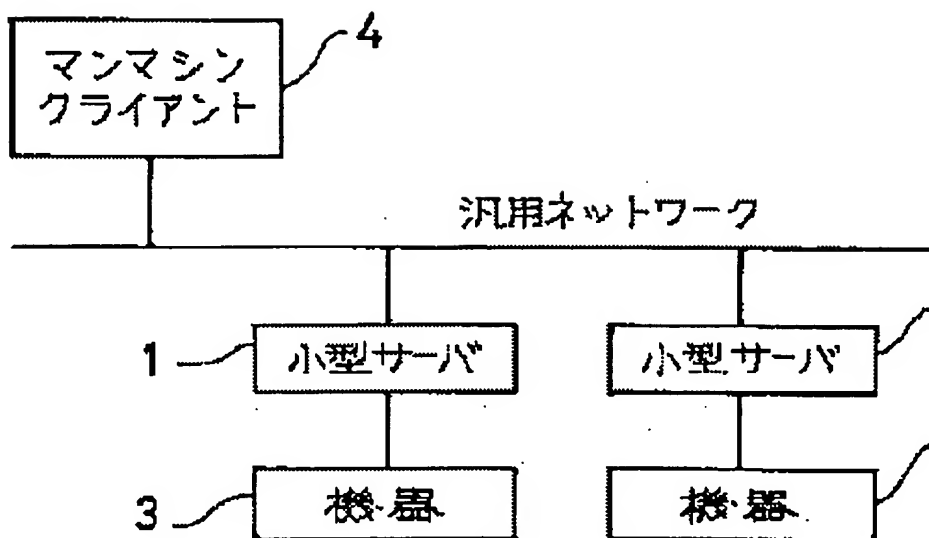 マンマシン
クライアント
4
汎用ネットワーク
1
小型サーバ
小型サーバ
3
機器
機器